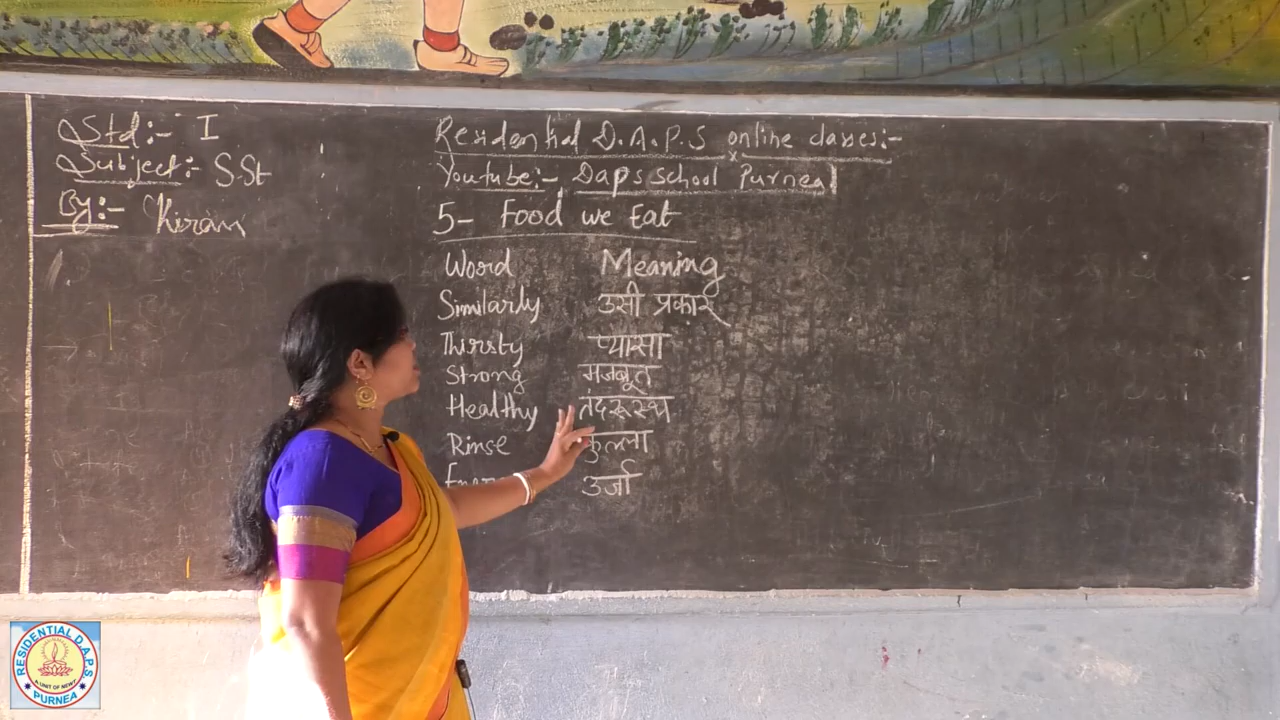 Std:- I
Subject:- S.St
By:- Kiran
Residential D.A.P.S online classes:-
Youtube:- Daps School Purnea
5- Food we Eat
Word Meaning
Similarly उसी प्रकार
Thirsty प्यासा
Strong मजबूत
Healthy तंदरूस्थ
Rinse कुल्ला
उर्जा
RESIDENTIAL D.A.P.S
PURNEA